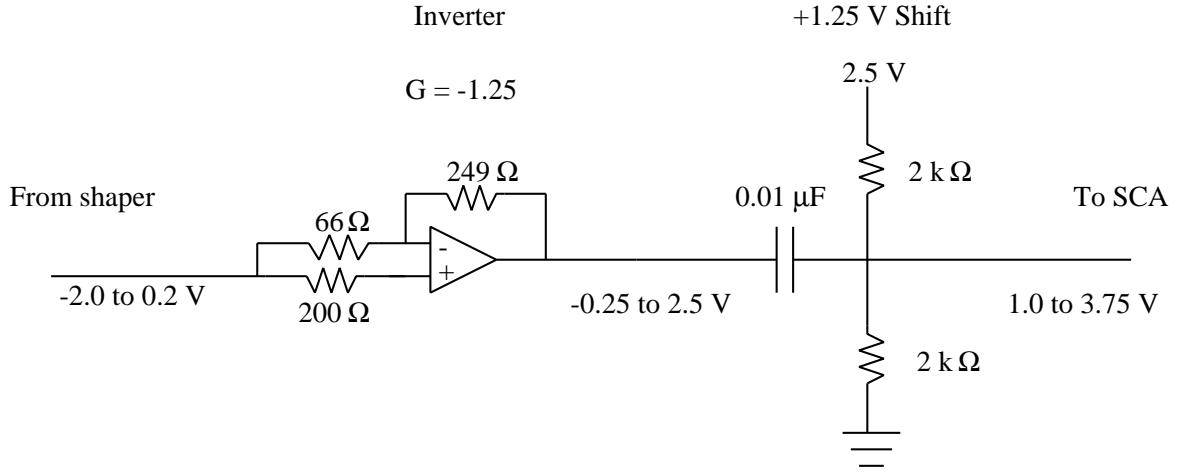 Inverter
+1.25 V Shift
2.5 V
G = -1.25
249 Ω
2 k Ω
From shaper
0.01 µF
To SCA
66 Ω
-
+
-2.0 to 0.2 V
200 Ω
-0.25 to 2.5 V
1.0 to 3.75 V
2 k Ω